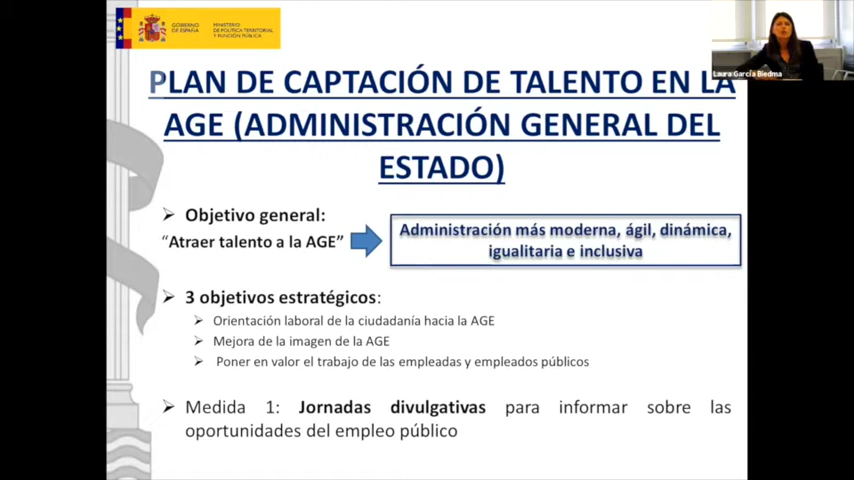 GOBIERNO
DE ESPAÑA
MINISTERIO
DE POLÍTICA TERRITORIAL
Y FUNCIÓN PÚBLICA
Laura García Biedma
PLAN DE CAPTACIÓN DE TALENTO EN LA
AGE (ADMINISTRACIÓN GENERAL DEL
ESTADO)
Objetivo general:
“Atraer talento a la AGE”
Administración más moderna, ágil, dinámica,
igualitaria e inclusiva
3 objetivos estratégicos:
Orientación laboral de la ciudadanía hacia la AGE
Mejora de la imagen de la AGE
Poner en valor el trabajo de las empleadas y empleados públicos
Medida 1: Jornadas divulgativas para informar sobre las
oportunidades del empleo público